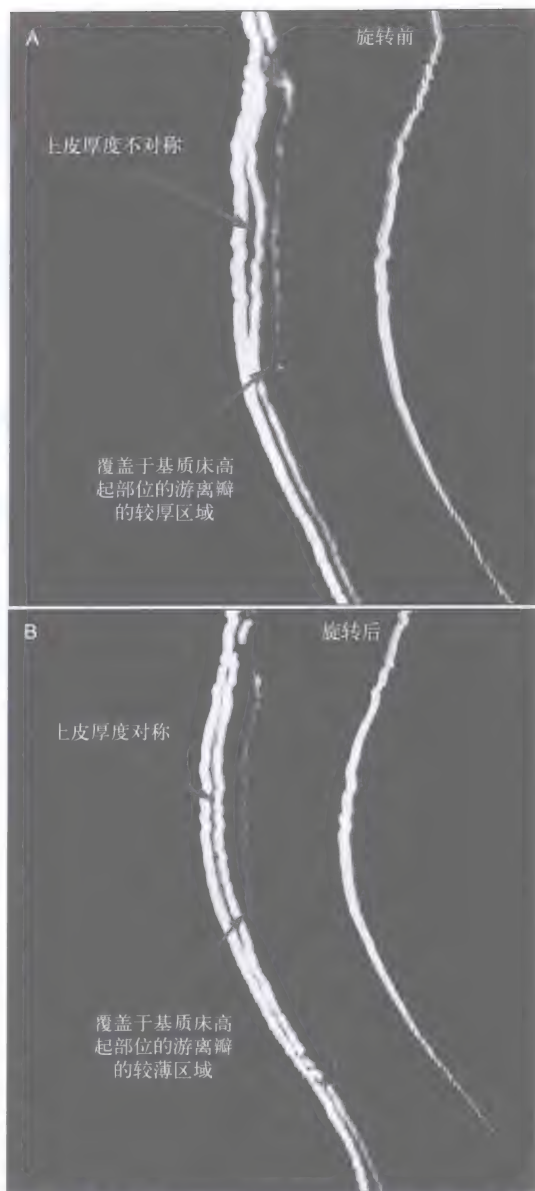 A
旋转前
上皮厚度不对称
覆盖于基质床高
起部位的游离瓣
的较厚区域
B
旋转后
上皮厚度对称
覆盖于基质床高
起部位的游离瓣
的较薄区域